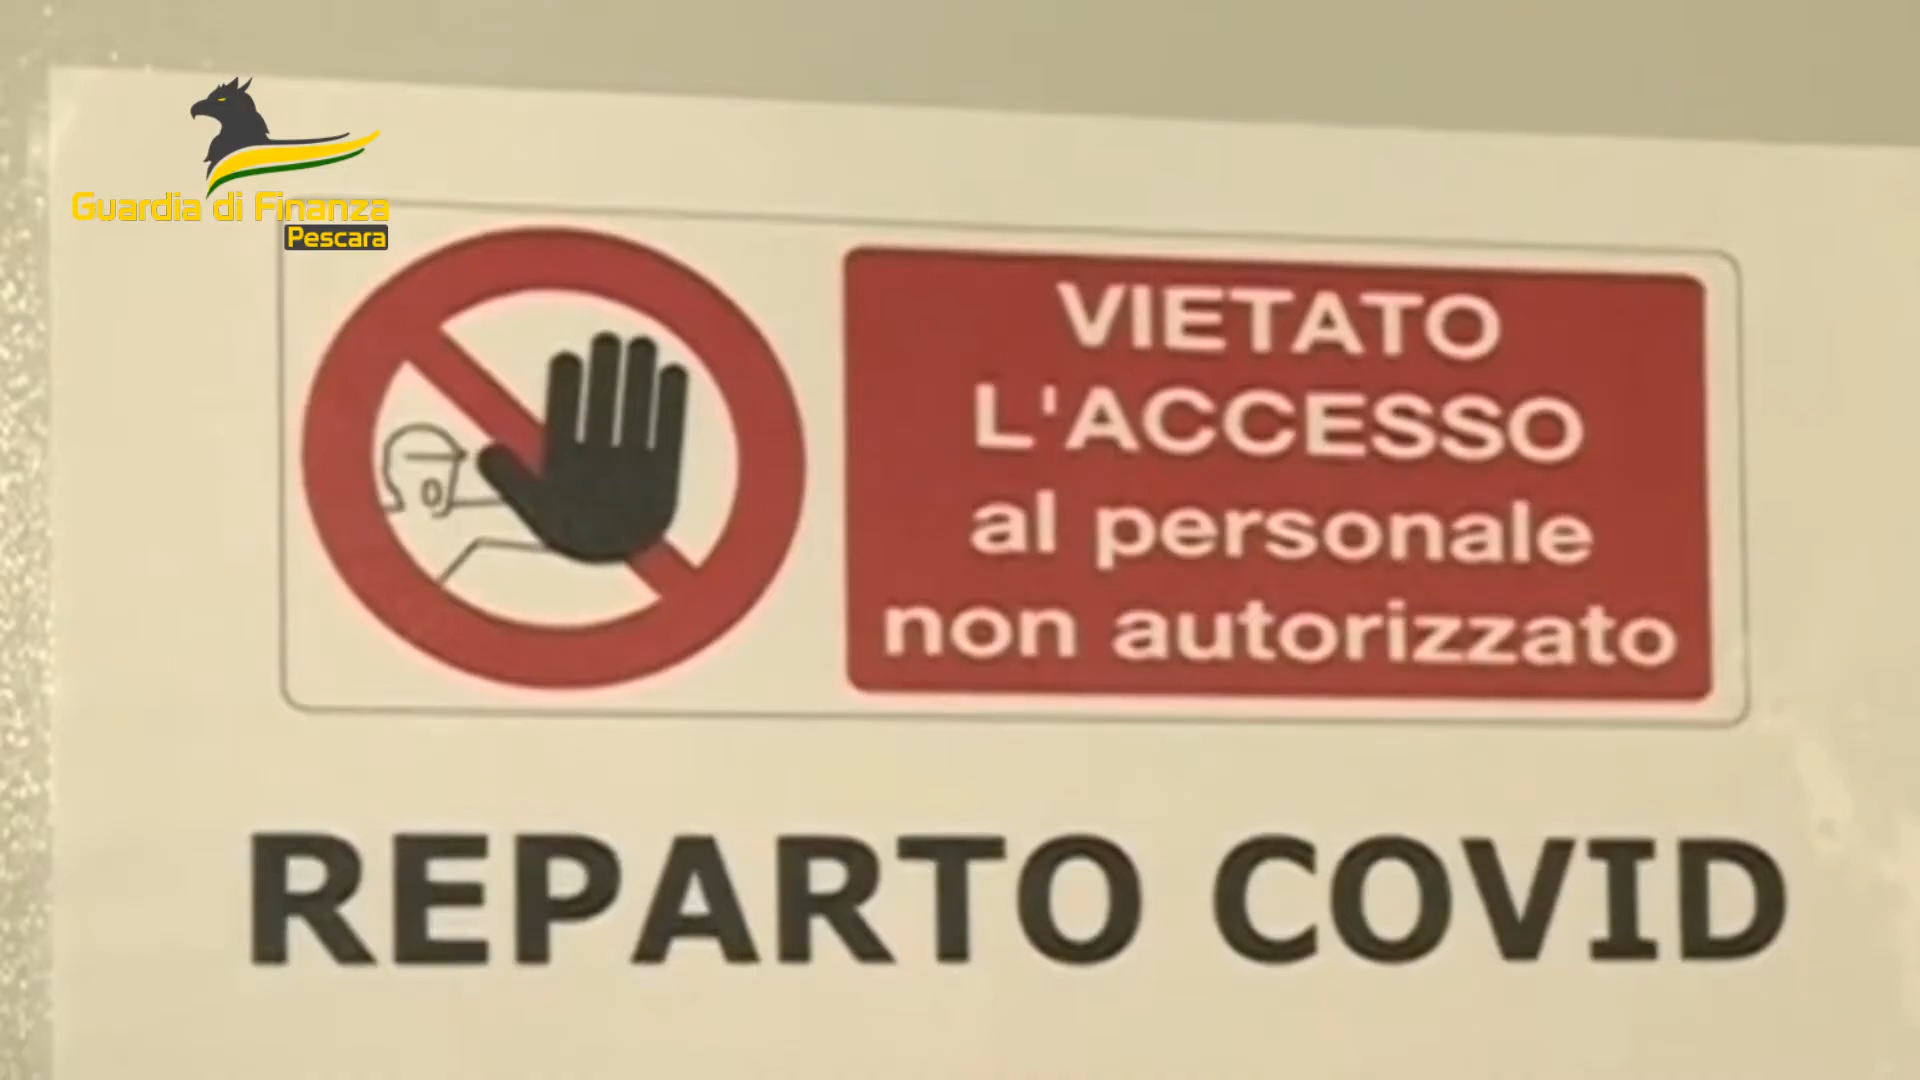 Guardia di Finanza
Pescara
VIETATO
L'ACCESSO
al personale
non autorizzato
REPARTO COVID